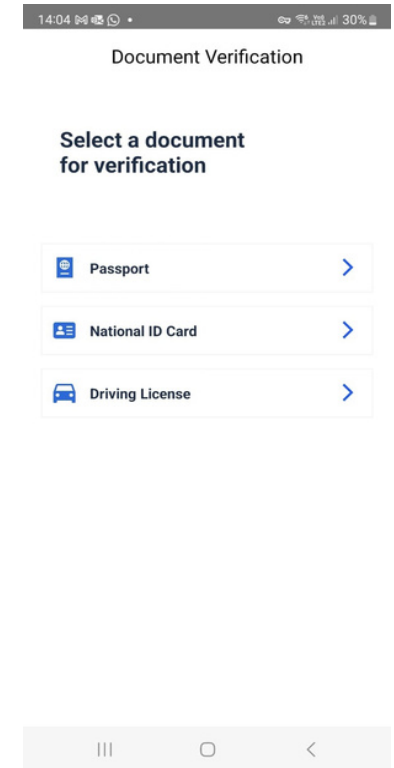 14:04 30%
Document Verification
Select a document
for verification
Passport
National ID Card
Driving License